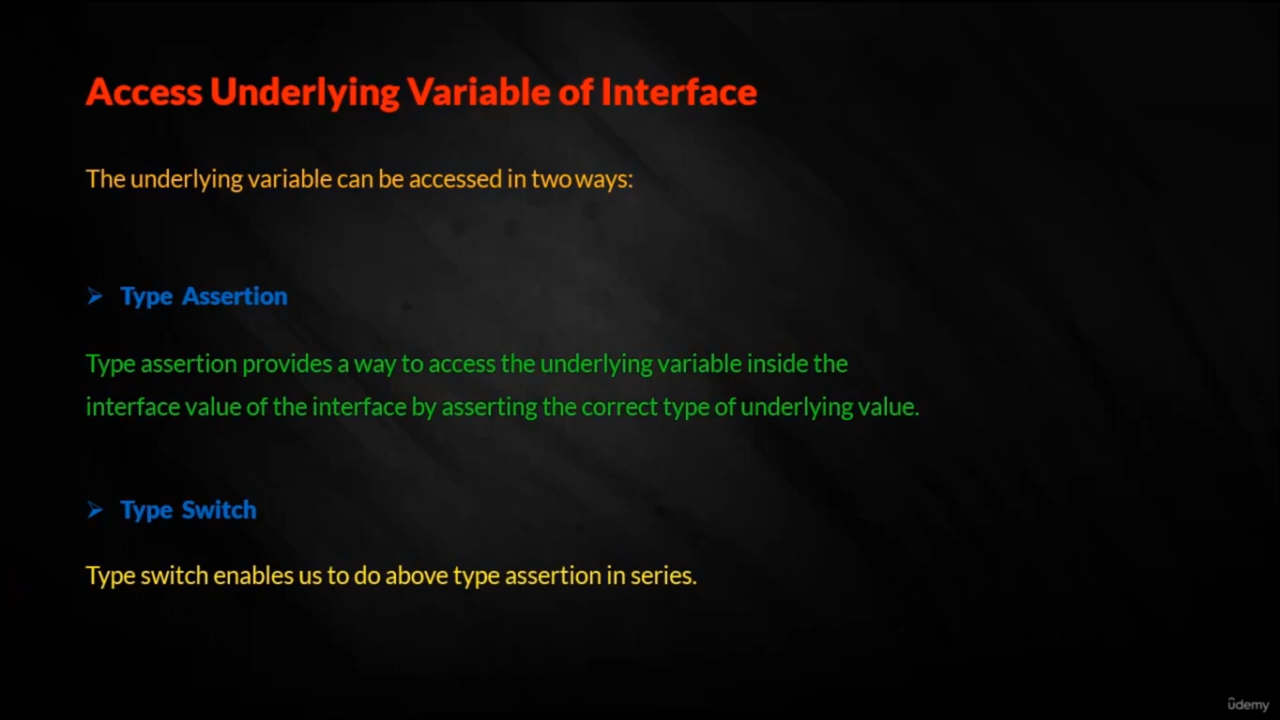 Access Underlying Variable of Interface
The underlying variable can be accessed in two ways:
➢ Type Assertion
Type assertion provides a way to access the underlying variable inside the
interface value of the interface by asserting the correct type of underlying value.
➢ Type Switch
Type switch enables us to do above type assertion in series.
ûdemy